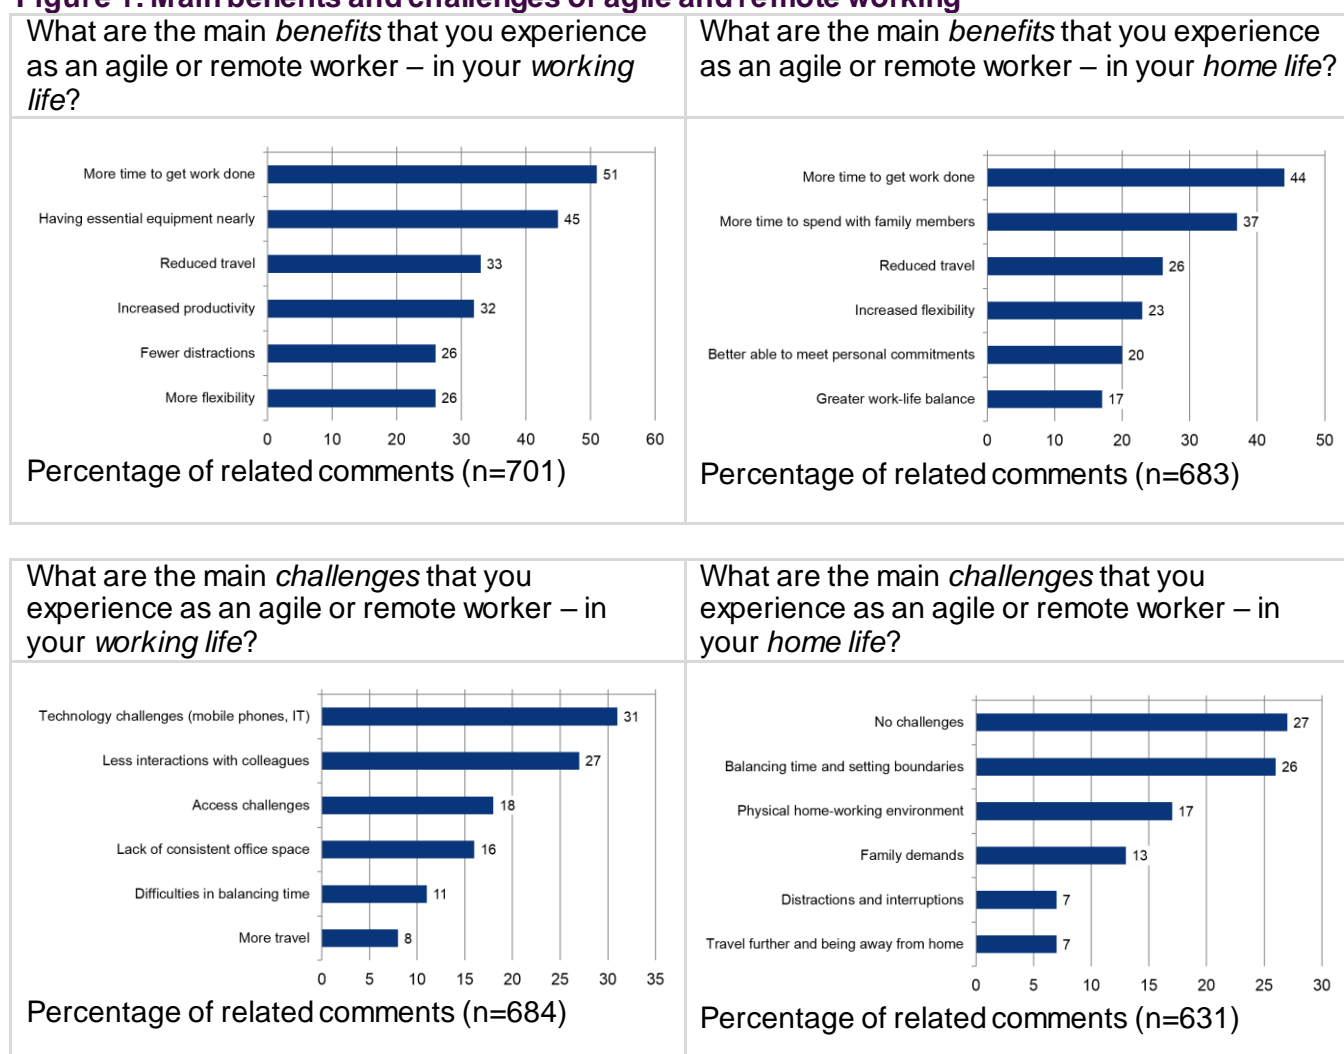 Figure 1: Main benefits and challenges of agile and remote working
What are the main benefits that you experience
as an agile or remote worker – in your working
life?
What are the main benefits that you experience
as an agile or remote worker – in your home life?
More time to get work done
51
Having essential equipment nearly
45
Reduced travel
33
Increased productivity
32
Fewer distractions
26
More flexibility
26
0 10 20 30 40 50 60
Percentage of related comments (n=701)
More time to get work done
44
More time to spend with family members
37
Reduced travel
26
Increased flexibility
23
Better able to meet personal commitments
20
Greater work-life balance
17
0 10 20 30 40 50
Percentage of related comments (n=683)
What are the main challenges that you
experience as an agile or remote worker – in
your working life?
What are the main challenges that you
experience as an agile or remote worker – in
your home life?
Technology challenges (mobile phones, IT)
31
Less interactions with colleagues
27
Access challenges
18
Lack of consistent office space
16
Difficulties in balancing time
11
More travel
8
0 5 10 15 20 25 30 35
Percentage of related comments (n=684)
No challenges
27
Balancing time and setting boundaries
26
Physical home-working environment
17
Family demands
13
Distractions and interruptions
7
Travel further and being away from home
7
0 5 10 15 20 25 30
Percentage of related comments (n=631)